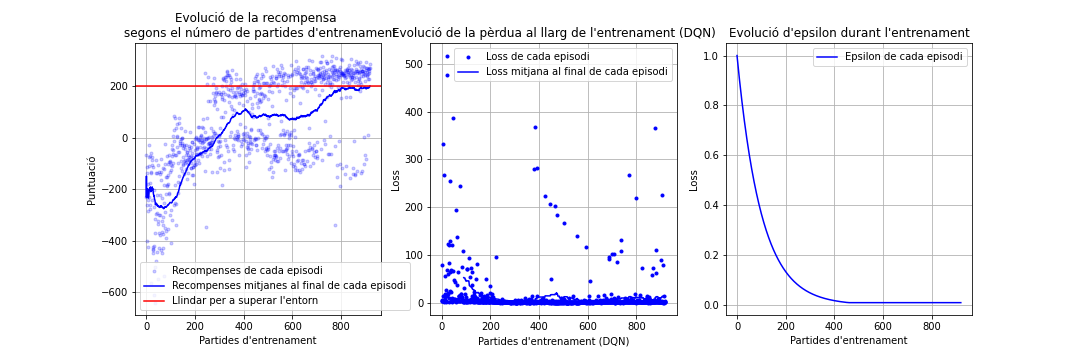 Evolució de la recompensa
segons el número de partides d'entrenament
Puntuació
200
0
−200
−400
−600
0
200
400
600
800
Partides d'entrenament
Recompenses de cada episodi
Recompenses mitjanes al final de cada episodi
Llindar per a superar l'entorn
Evolució de la pèrdua al llarg de l'entrenament (DQN)
Loss
500
400
300
200
100
0
0
200
400
600
800
Partides d'entrenament (DQN)
Loss de cada episodi
Loss mitjana al final de cada episodi
Evolució d'epsilon durant l'entrenament
Loss
1.0
0.8
0.6
0.4
0.2
0.0
0
200
400
600
800
Partides d'entrenament
Epsilon de cada episodi